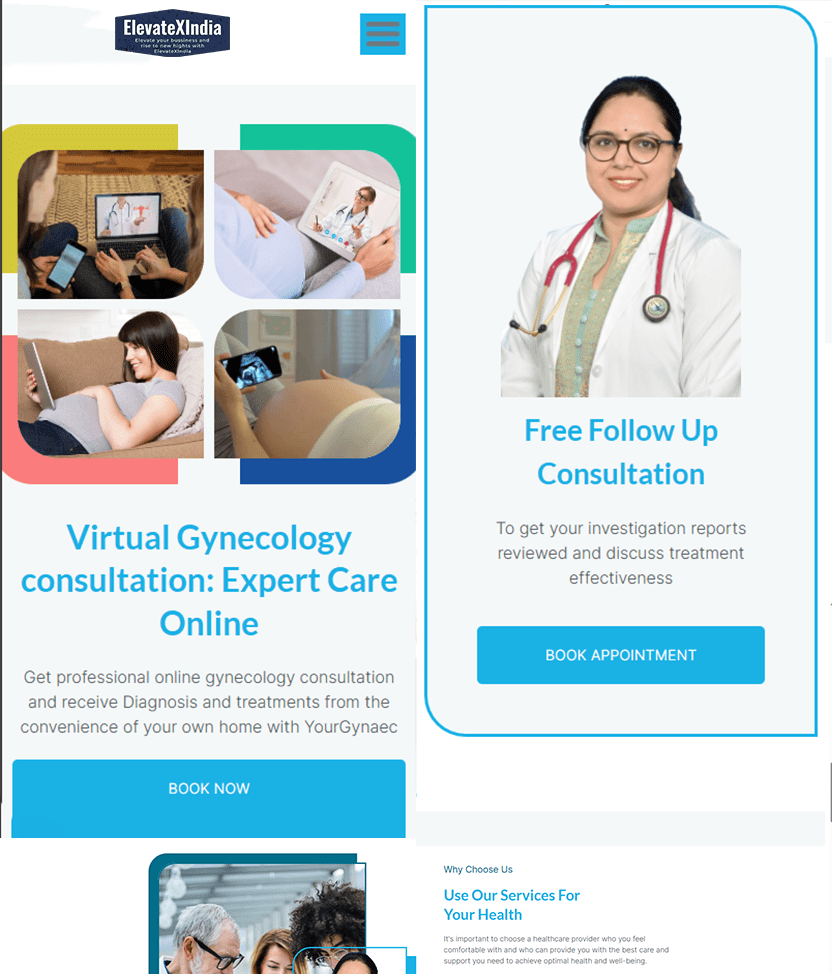 ElevateXIndia
Elevate your bussiness and
rise to new hights with
ElevateXIndia
Virtual Gynecology
consultation: Expert Care
Online
Get professional online gynecology consultation
and receive Diagnosis and treatments from the
convenience of your own home with YourGynaec
BOOK NOW
Free Follow Up
Consultation
To get your investigation reports
reviewed and discuss treatment
effectiveness
BOOK APPOINTMENT
Why Choose Us
Use Our Services For
Your Health
It's important to choose a healthcare provider who you feel
comfortable with and who can provide you with the best care and
support you need to achieve optimal health and well-being.